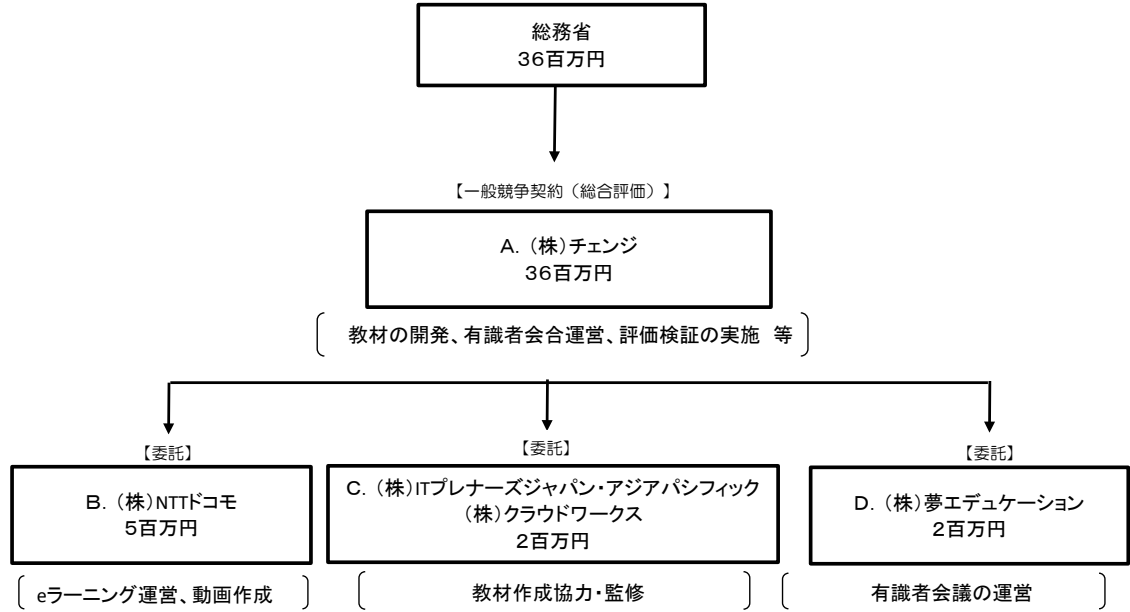 総務省
36百万円
【一般競争契約（総合評価）】
A．（株）チェンジ
36百万円
教材の開発、有識者会合運営、評価検証の実施　等
【委託】
【委託】
【委託】
B．（株）NTTドコモ
5百万円
C．（株）ITプレナーズジャパン・アジアパシフィック
（株）クラウドワークス
2百万円
D．（株）夢エデュケーション
2百万円
eラーニング運営、動画作成
教材作成協力・監修
有識者会議の運営